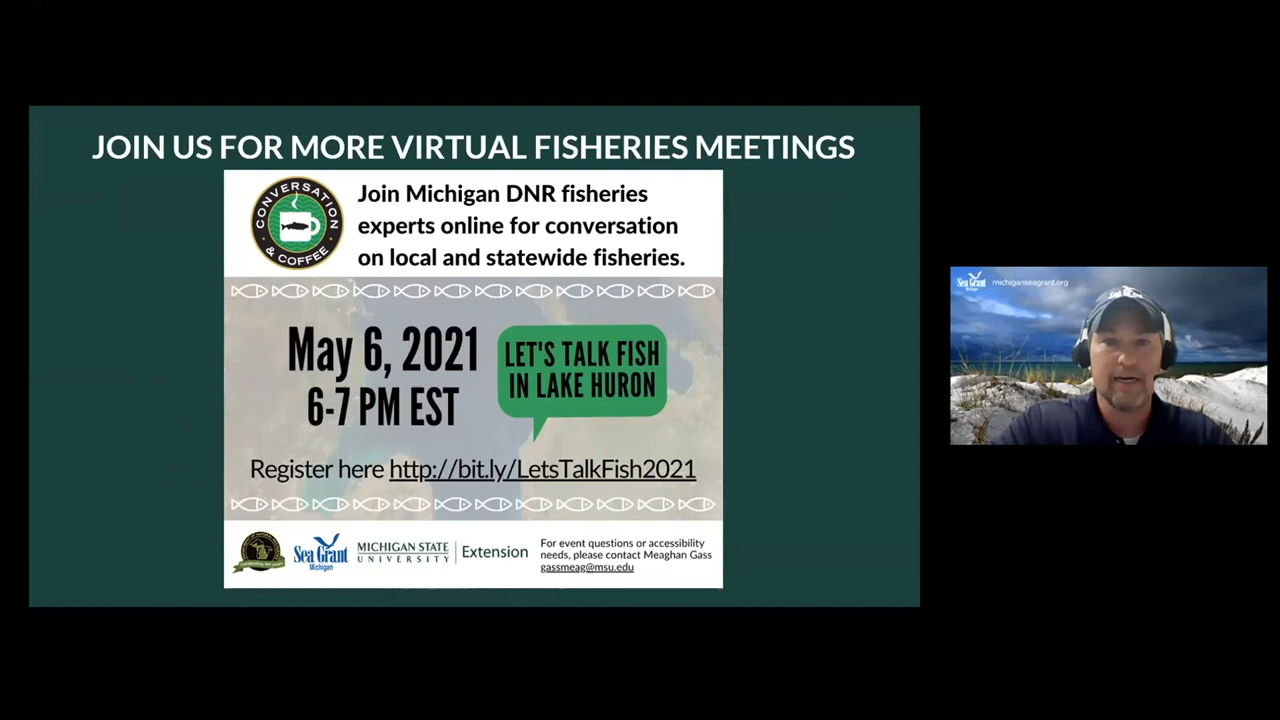 JOIN US FOR MORE VIRTUAL FISHERIES MEETINGS
CONVERSATION
& COFFEE
Join Michigan DNR fisheries
experts online for conversation
on local and statewide fisheries.
May 6, 2021
6-7 PM EST
LET'S TALK FISH
IN LAKE HURON
Register here http://bit.ly/LetsTalkFish2021
Sea Grant
Michigan
MICHIGAN STATE
UNIVERSITY
Extension
For event questions or accessibility
needs, please contact Meaghan Gass
gassmeag@msu.edu
Sea Grant
Michigan
michiganseagrant.org